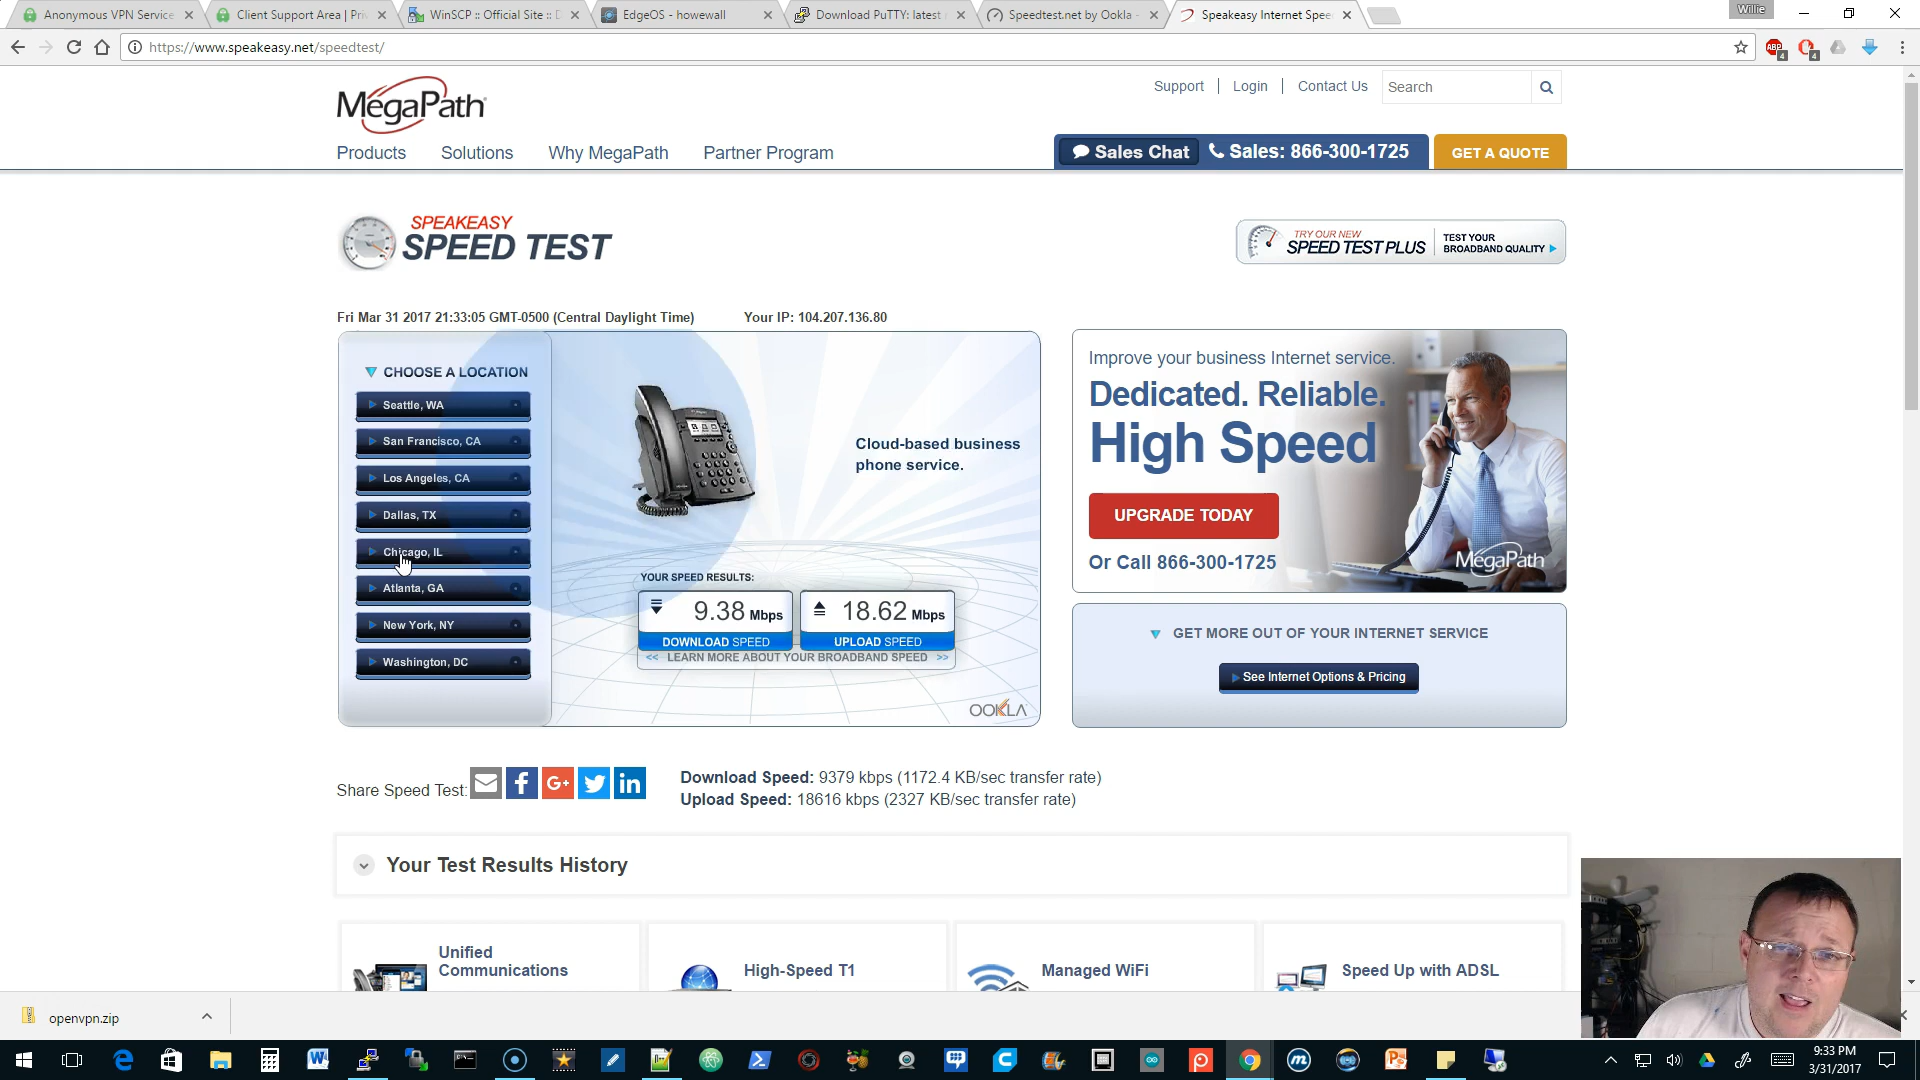 Anonymous VPN Service
Client Support Area | Pri
WinSCP :: Official Site :: D
EdgeOS - howewall
Download PuTTY: latest
Speedtest.net by Ookla -
Speakeasy Internet Spee
Willie
https://www.speakeasy.net/speedtest/
ABP
4
4
MegaPath
Support
Login
Contact Us
Search
Products
Solutions
Why MegaPath
Partner Program
Sales Chat
Sales: 866-300-1725
GET A QUOTE
SPEAKEASY
SPEED TEST
TRY OUR NEW
SPEED TEST PLUS
TEST YOUR
BROADBAND QUALITY
Fri Mar 31 2017 21:33:05 GMT-0500 (Central Daylight Time)
Your IP: 104.207.136.80
CHOOSE A LOCATION
Seattle, WA
San Francisco, CA
Los Angeles, CA
Dallas, TX
Chicago, IL
Atlanta, GA
New York, NY
Washington, DC
Cloud-based business
phone service.
YOUR SPEED RESULTS:
9.38 Mbps
18.62 Mbps
DOWNLOAD SPEED
UPLOAD SPEED
<< LEARN MORE ABOUT YOUR BROADBAND SPEED >>
OOKLA
Improve your business Internet service.
Dedicated. Reliable.
High Speed
UPGRADE TODAY
Or Call 866-300-1725
MegaPath
GET MORE OUT OF YOUR INTERNET SERVICE
See Internet Options & Pricing
Share Speed Test:
Download Speed: 9379 kbps (1172.4 KB/sec transfer rate)
Upload Speed: 18616 kbps (2327 KB/sec transfer rate)
Your Test Results History
Unified
Communications
High-Speed T1
Managed WiFi
Speed Up with ADSL
openvpn.zip
9:33 PM
3/31/2017